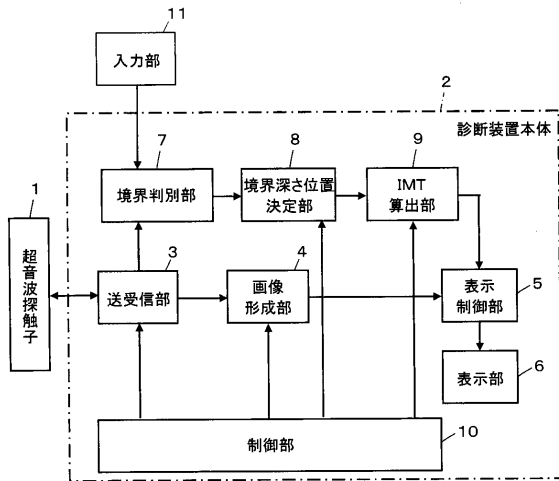 11
入力部
2
診断装置本体
7
境界判別部
8
境界深さ位置
決定部
9
IMT
算出部
1
超音波探触子
3
送受信部
4
画像
形成部
表示
制御部
5
表示部
6
制御部
10